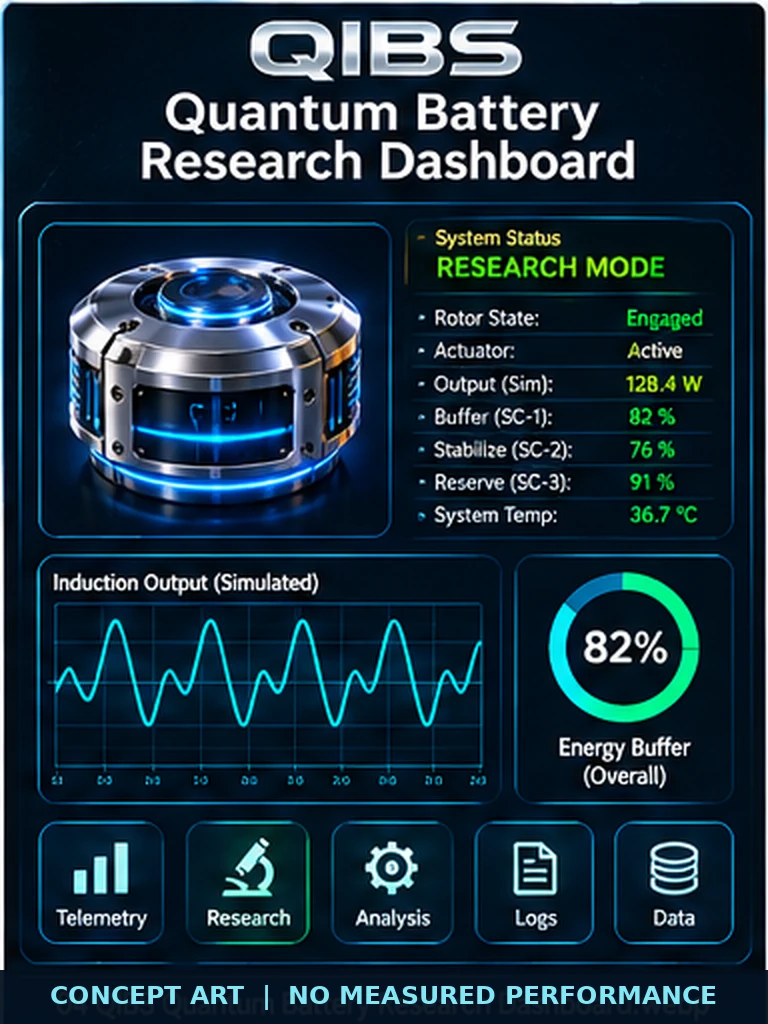 QIBS
Quantum Battery
Research Dashboard
System Status
RESEARCH MODE
Rotor State: Engaged
Actuator: Active
Output (Sim): 128.4 W
Buffer (SC-1): 82 %
Stabilize (SC-2): 76 %
Reserve (SC-3): 91 %
System Temp: 36.7 °C
Induction Output (Simulated)
82%
Energy Buffer
(Overall)
Telemetry
Research
Analysis
Logs
Data
CONCEPT ART | NO MEASURED PERFORMANCE